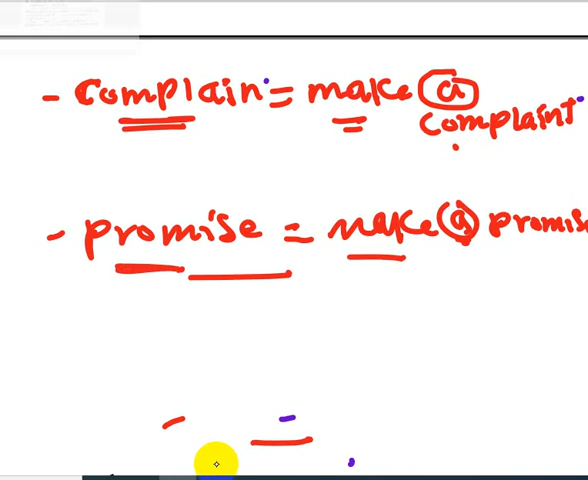 - complain = make a
complaint
- promise = make a promise